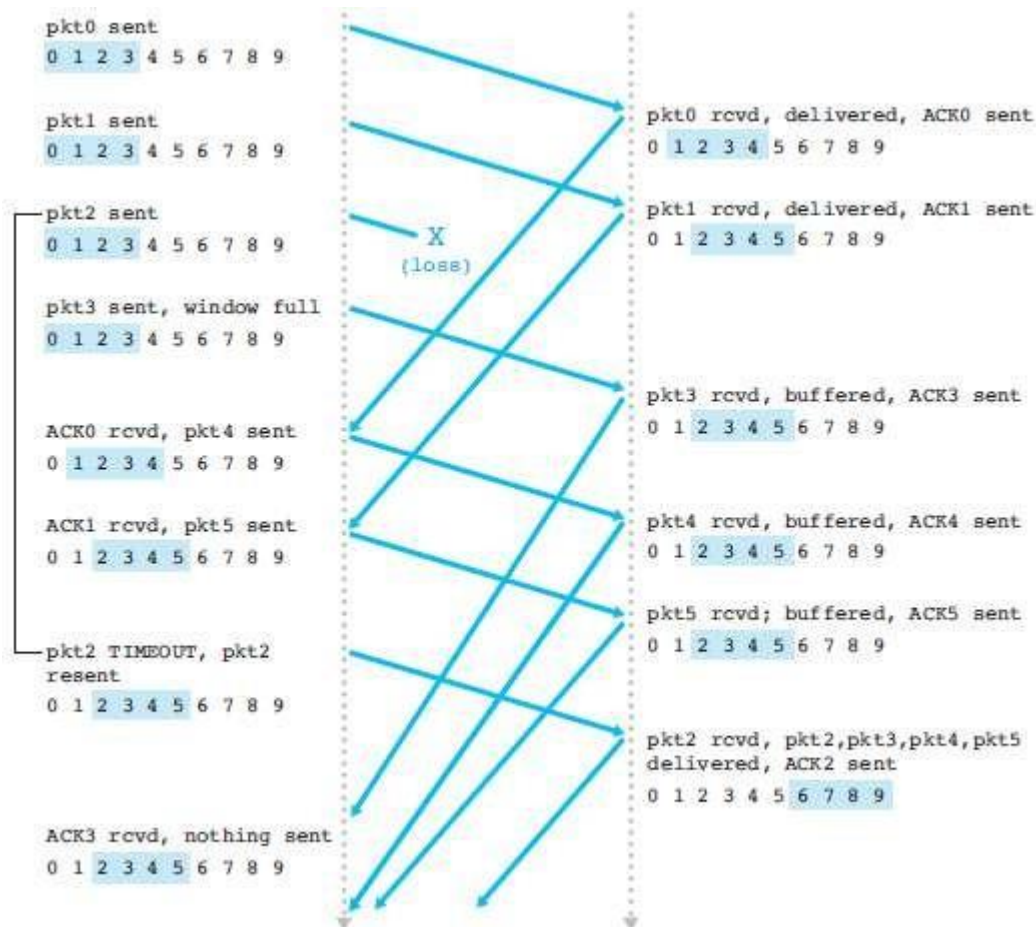 pkt0 sent
0 1 2 3 4 5 6 7 8 9
pkt1 sent
0 1 2 3 4 5 6 7 8 9
pkt2 sent
0 1 2 3 4 5 6 7 8 9
pkt3 sent, window full
0 1 2 3 4 5 6 7 8 9
ACK0 rcvd, pkt4 sent
0 1 2 3 4 5 6 7 8 9
ACK1 rcvd, pkt5 sent
0 1 2 3 4 5 6 7 8 9
pkt2 TIMEOUT, pkt2
resent
0 1 2 3 4 5 6 7 8 9
ACK3 rcvd, nothing sent
0 1 2 3 4 5 6 7 8 9
X
(loss)
pkt0 rcvd, delivered, ACK0 sent
0 1 2 3 4 5 6 7 8 9
pkt1 rcvd, delivered, ACK1 sent
0 1 2 3 4 5 6 7 8 9
pkt3 rcvd, buffered, ACK3 sent
0 1 2 3 4 5 6 7 8 9
pkt4 rcvd, buffered, ACK4 sent
0 1 2 3 4 5 6 7 8 9
pkt5 rcvd; buffered, ACK5 sent
0 1 2 3 4 5 6 7 8 9
pkt2 rcvd, pkt2,pkt3,pkt4,pkt5
delivered, ACK2 sent
0 1 2 3 4 5 6 7 8 9